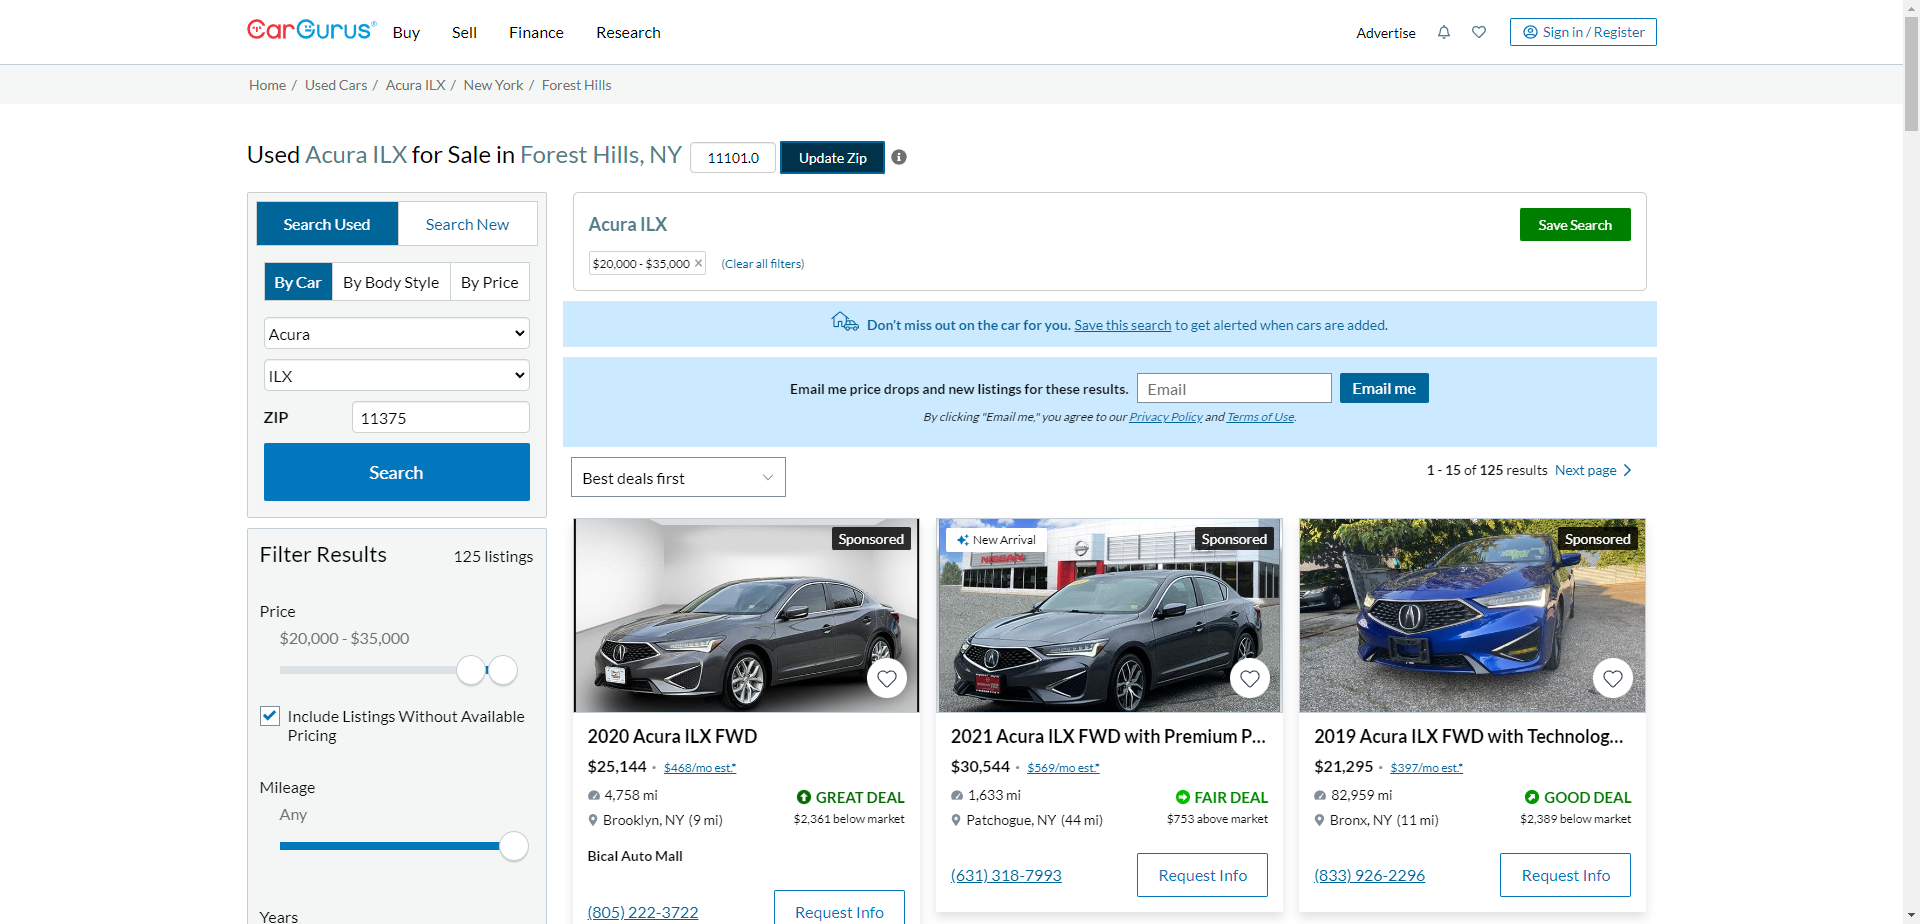 CarGurus®
Buy
Sell
Finance
Research
Advertise
Sign in / Register
Home / Used Cars / Acura ILX / New York / Forest Hills
Used Acura ILX for Sale in Forest Hills, NY
11101.0
Update Zip
Search Used
Search New
By Car
By Body Style
By Price
Acura
ILX
ZIP
11375
Search
Filter Results
125 listings
Price
$20,000 - $35,000
Include Listings Without Available
Pricing
Mileage
Any
Years
Acura ILX
Save Search
$20,000 - $35,000 ×
(Clear all filters)
Don't miss out on the car for you. Save this search to get alerted when cars are added.
Email me price drops and new listings for these results.
Email
Email me
By clicking "Email me," you agree to our Privacy Policy and Terms of Use.
Best deals first
1 - 15 of 125 results
Next page
Sponsored
2020 Acura ILX FWD
$25,144 · $468/mo est.*
4,758 mi
GREAT DEAL
Brooklyn, NY (9 mi)
$2,361 below market
Bical Auto Mall
(805) 222-3722
Request Info
New Arrival
Sponsored
NISSAN
2021 Acura ILX FWD with Premium P...
$30,544 · $569/mo est.*
1,633 mi
FAIR DEAL
Patchogue, NY (44 mi)
$753 above market
(631) 318-7993
Request Info
Sponsored
2019 Acura ILX FWD with Technolog...
$21,295 · $397/mo est.*
82,959 mi
GOOD DEAL
Bronx, NY (11 mi)
$2,389 below market
(833) 926-2296
Request Info